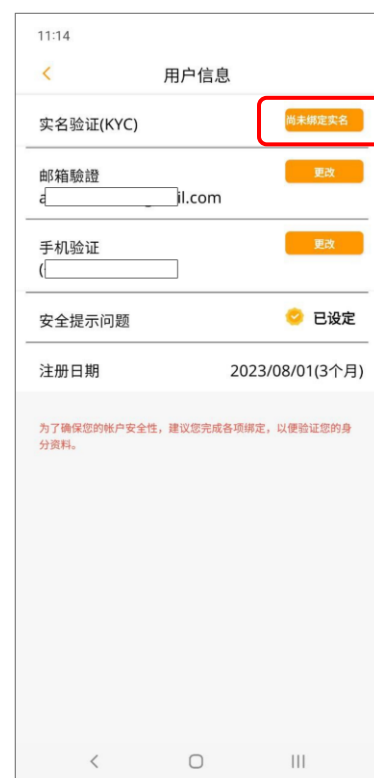 11:14
用户信息
实名验证(KYC)
尚未绑定实名
邮箱驗證
更改
a il.com
手机验证
更改
(
安全提示问题
已设定
注册日期
2023/08/01(3个月)
为了确保您的帐户安全性，建议您完成各项绑定，以便验证您的身
分资料。